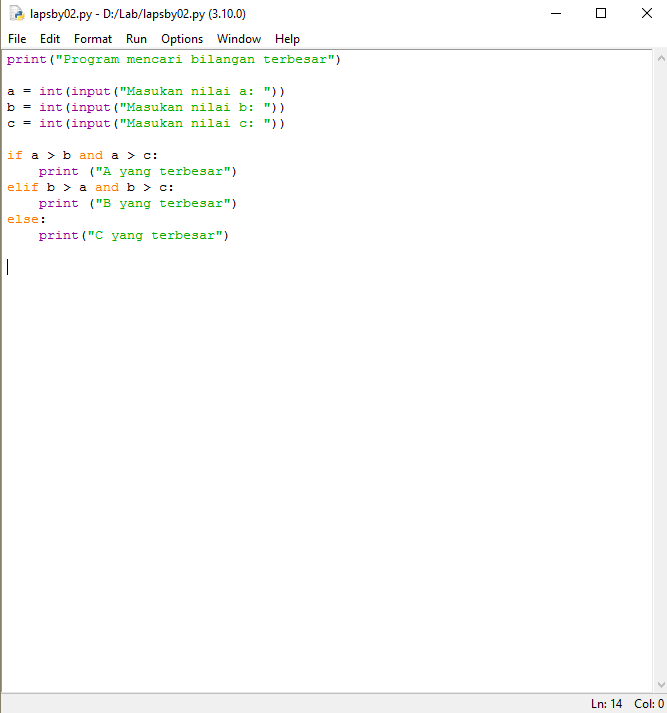 lapsby02.py - D:/Lab/lapsby02.py (3.10.0)
File Edit Format Run Options Window Help
print("Program mencari bilangan terbesar")
a = int(input("Masukan nilai a: "))
b = int(input("Masukan nilai b: "))
c = int(input("Masukan nilai c: "))
if a > b and a > c:
    print ("A yang terbesar")
elif b > a and b > c:
    print ("B yang terbesar")
else:
    print("C yang terbesar")
Ln: 14 Col: 0